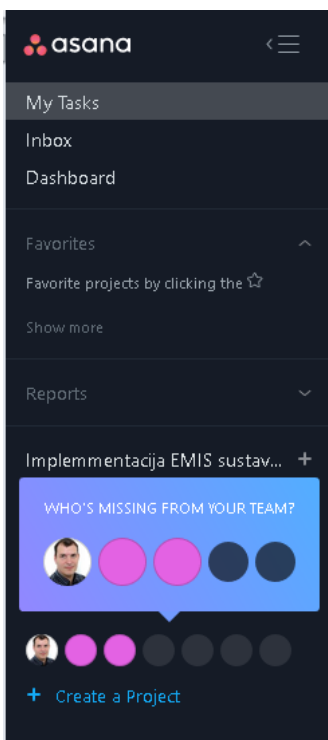 asana
My Tasks
Inbox
Dashboard
Favorites
Favorite projects by clicking the
Show more
Reports
Implemmentacija EMIS sustav... +
WHO'S MISSING FROM YOUR TEAM?
+ Create a Project